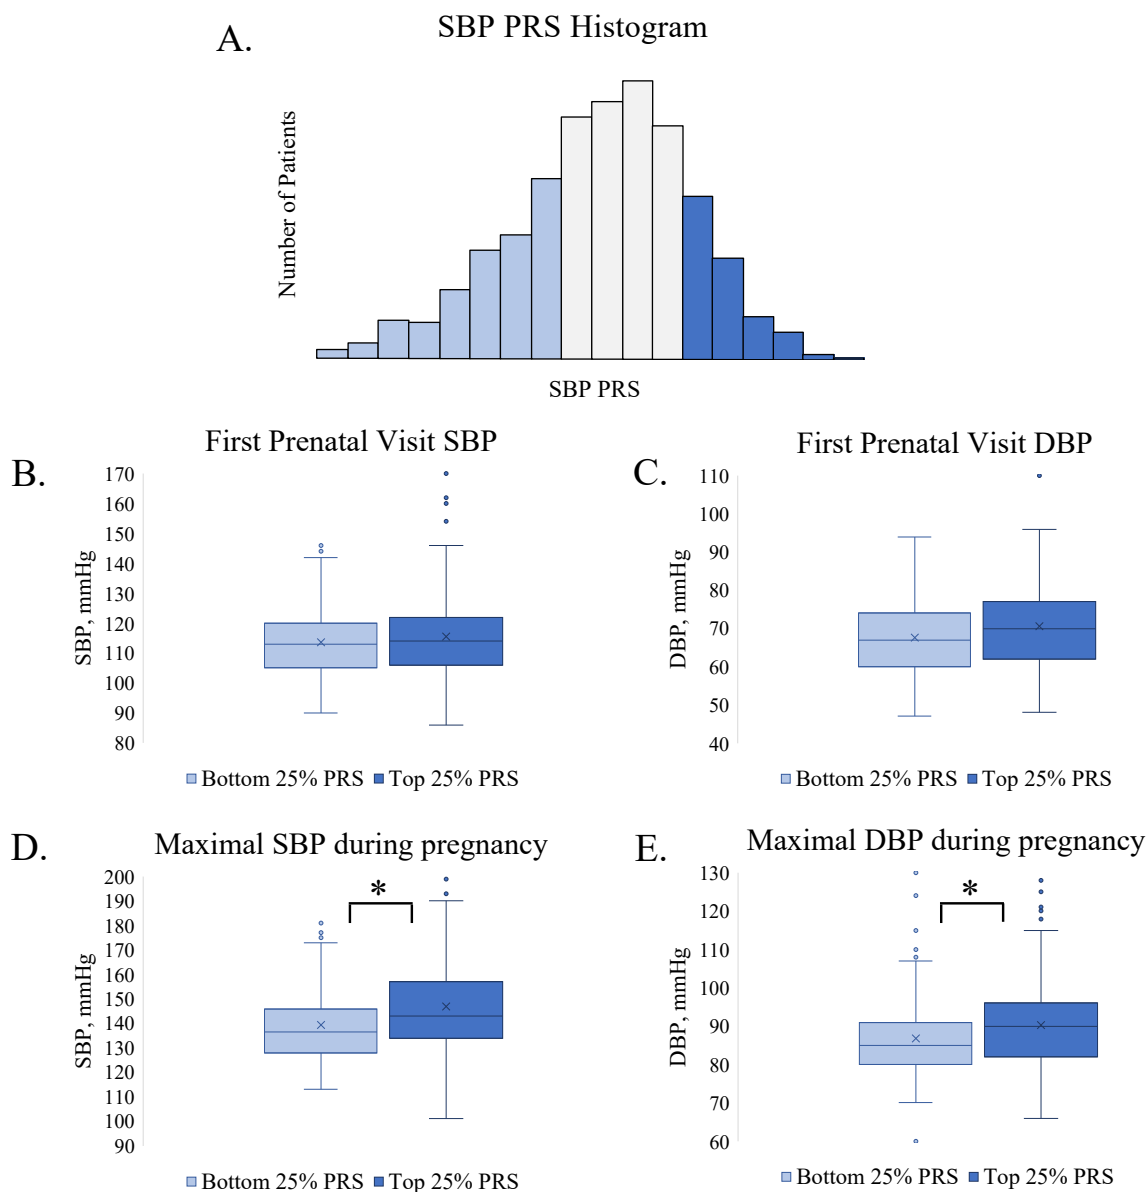 A.
SBP PRS Histogram
Number of Patients
SBP PRS
B.
First Prenatal Visit SBP
SBP, mmHg
170
160
150
140
130
120
110
100
90
80
Bottom 25% PRS Top 25% PRS
C.
First Prenatal Visit DBP
DBP, mmHg
110
100
90
80
70
60
50
40
Bottom 25% PRS Top 25% PRS
D.
Maximal SBP during pregnancy
SBP, mmHg
200
190
180
170
160
150
140
130
120
110
100
90
*
Bottom 25% PRS Top 25% PRS
E.
Maximal DBP during pregnancy
DBP, mmHg
130
120
110
100
90
80
70
60
*
Bottom 25% PRS Top 25% PRS